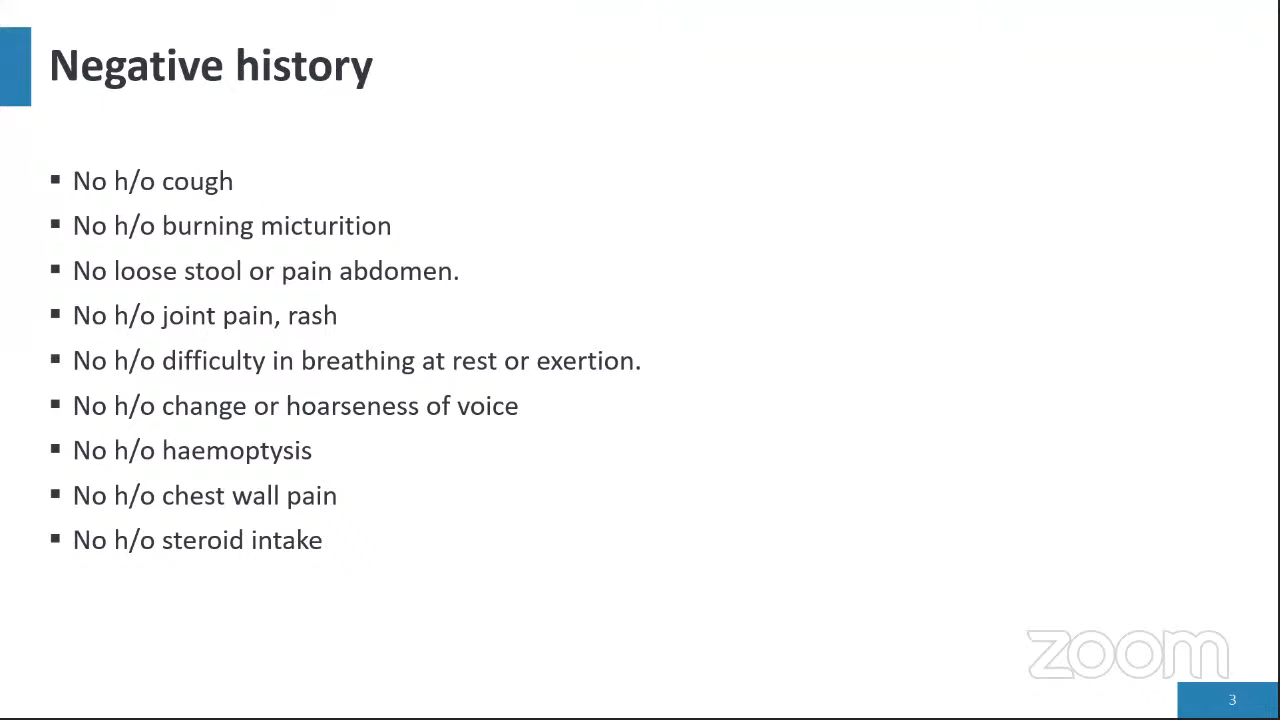 Negative history
▪ No h/o cough
▪ No h/o burning micturition
▪ No loose stool or pain abdomen.
▪ No h/o joint pain, rash
▪ No h/o difficulty in breathing at rest or exertion.
▪ No h/o change or hoarseness of voice
▪ No h/o haemoptysis
▪ No h/o chest wall pain
▪ No h/o steroid intake
zoom
3